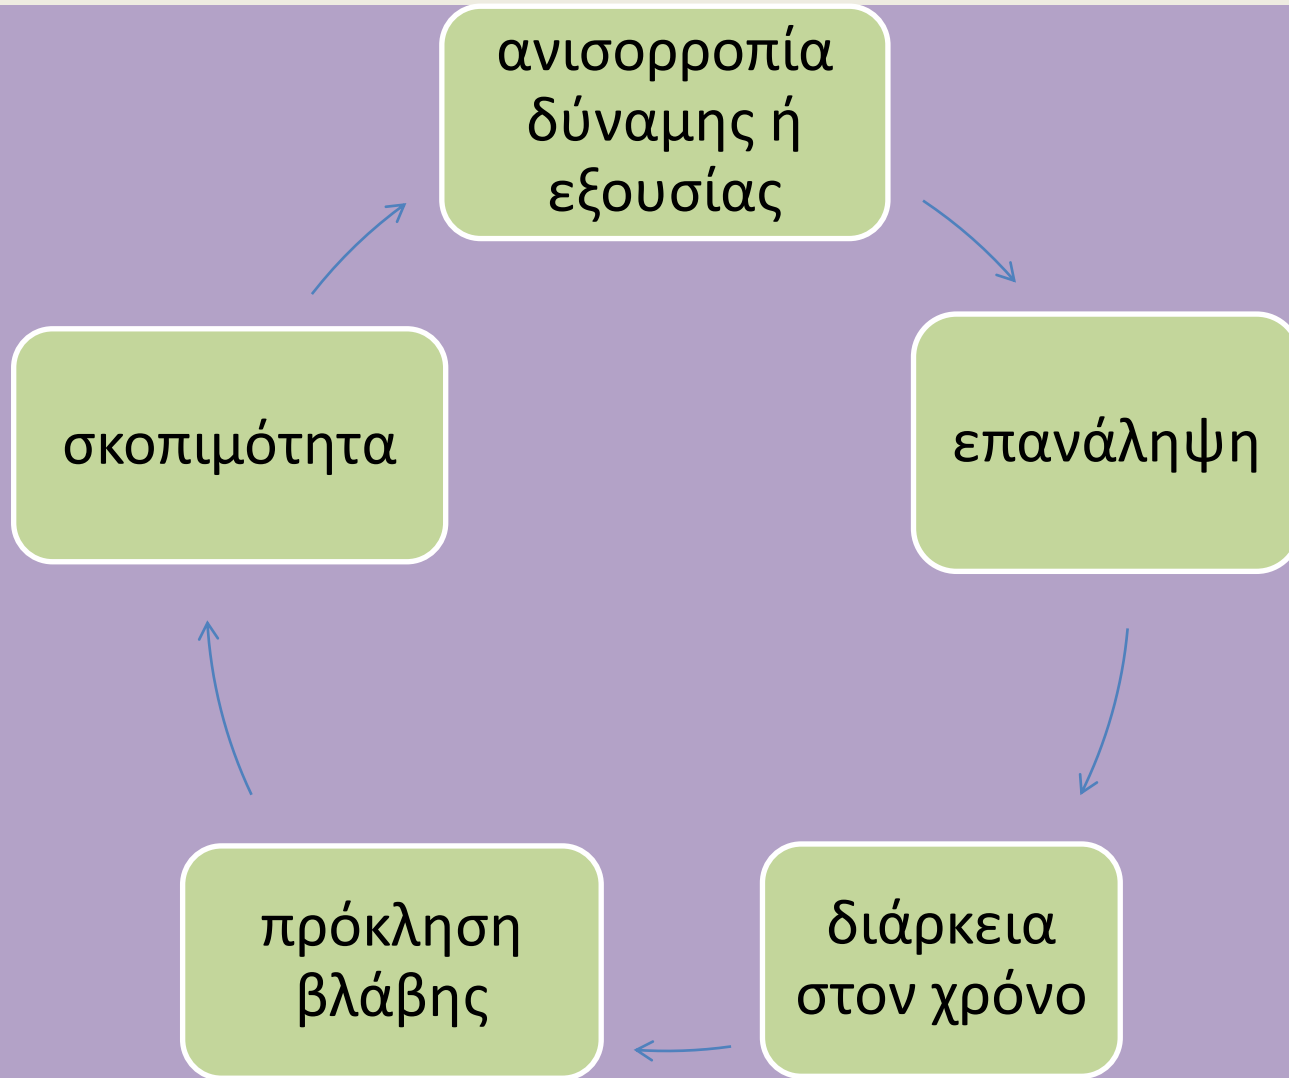 ανισορροπία
δύναμης ή
εξουσίας
επανάληψη
διάρκεια
στον χρόνο
πρόκληση
βλάβης
σκοπιμότητα